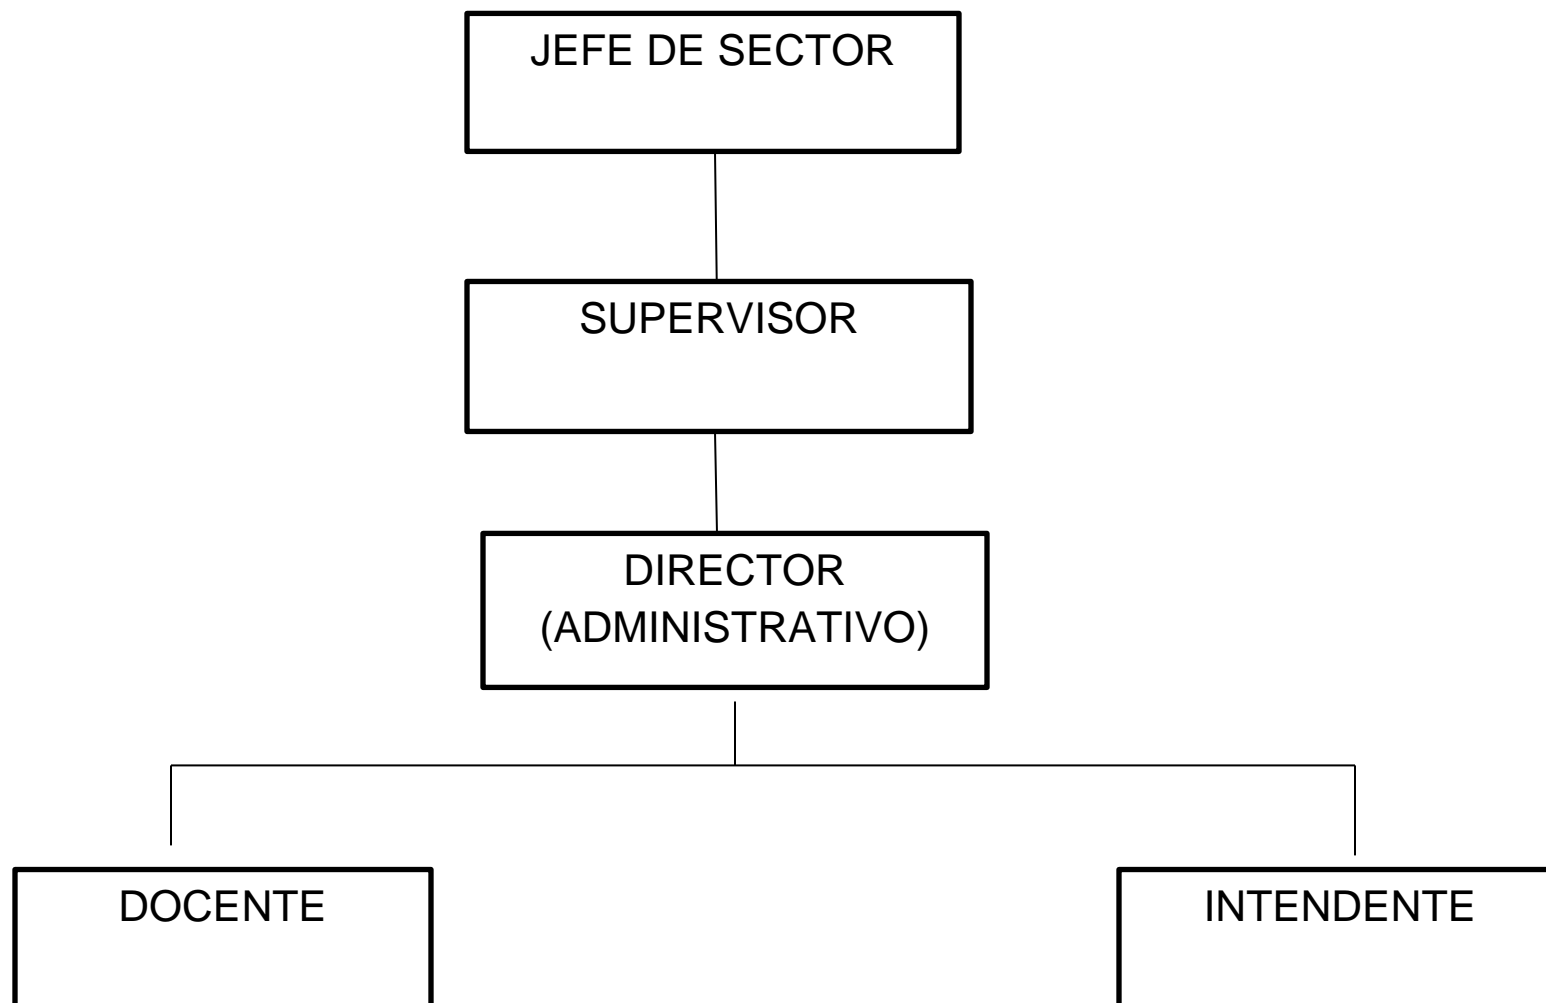 JEFE DE SECTOR
SUPERVISOR
DIRECTOR
(ADMINISTRATIVO)
DOCENTE
INTENDENTE